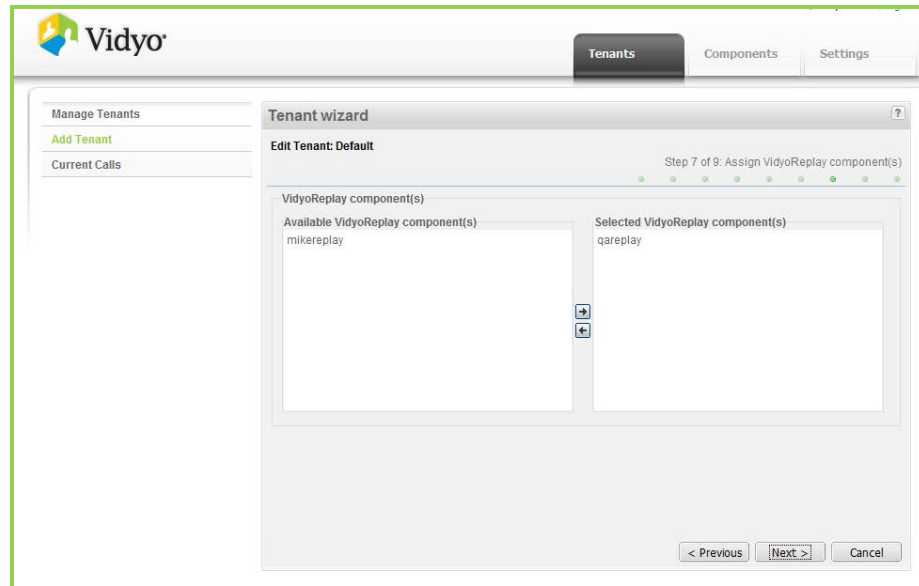 Vidyo
Tenants Components Settings
Manage Tenants
Add Tenant
Current Calls
Tenant wizard
?
Edit Tenant: Default
Step 7 of 9: Assign VidyoReplay component(s)
VidyoReplay component(s)
Available VidyoReplay component(s)
mikereplay
Selected VidyoReplay component(s)
qareplay
< Previous Next > Cancel